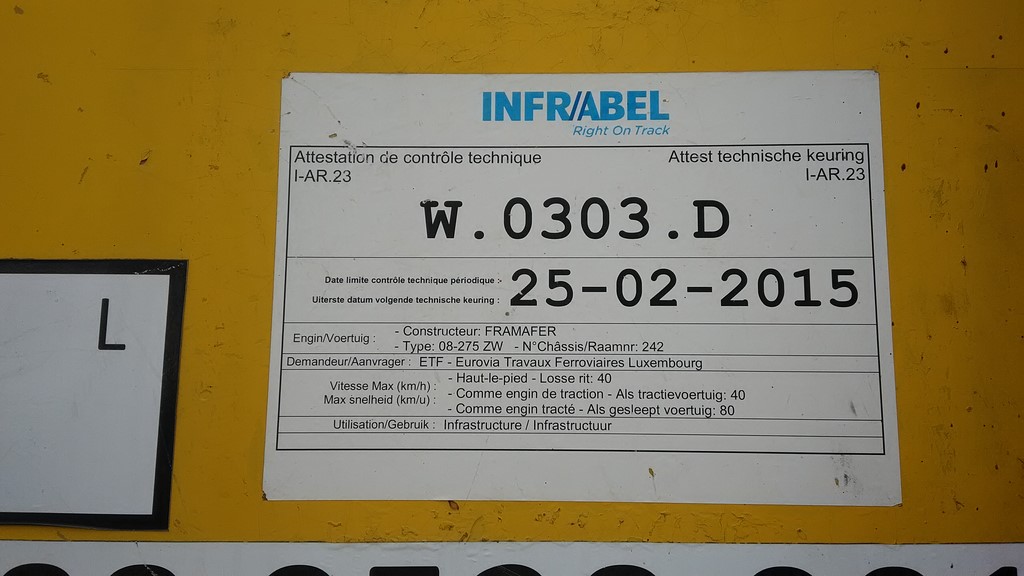 INFRABEL
Right On Track
Attestation de contrôle technique Attest technische keuring
I-AR.23 I-AR.23
W.0303.D
Date limite contrôle technique périodique :
Uiterste datum volgende technische keuring : 25-02-2015
Engin/Voertuig : - Constructeur: FRAMAFER
- Type: 08-275 ZW - N°Châssis/Raamnr: 242
Demandeur/Aanvrager : ETF - Eurovia Travaux Ferroviaires Luxembourg
Vitesse Max (km/h) : - Haut-le-pied - Losse rit: 40
Max snelheid (km/u) : - Comme engin de traction - Als tractievoertuig: 40
- Comme engin tracté - Als gesleept voertuig: 80
Utilisation/Gebruik : Infrastructure / Infrastructuur
L